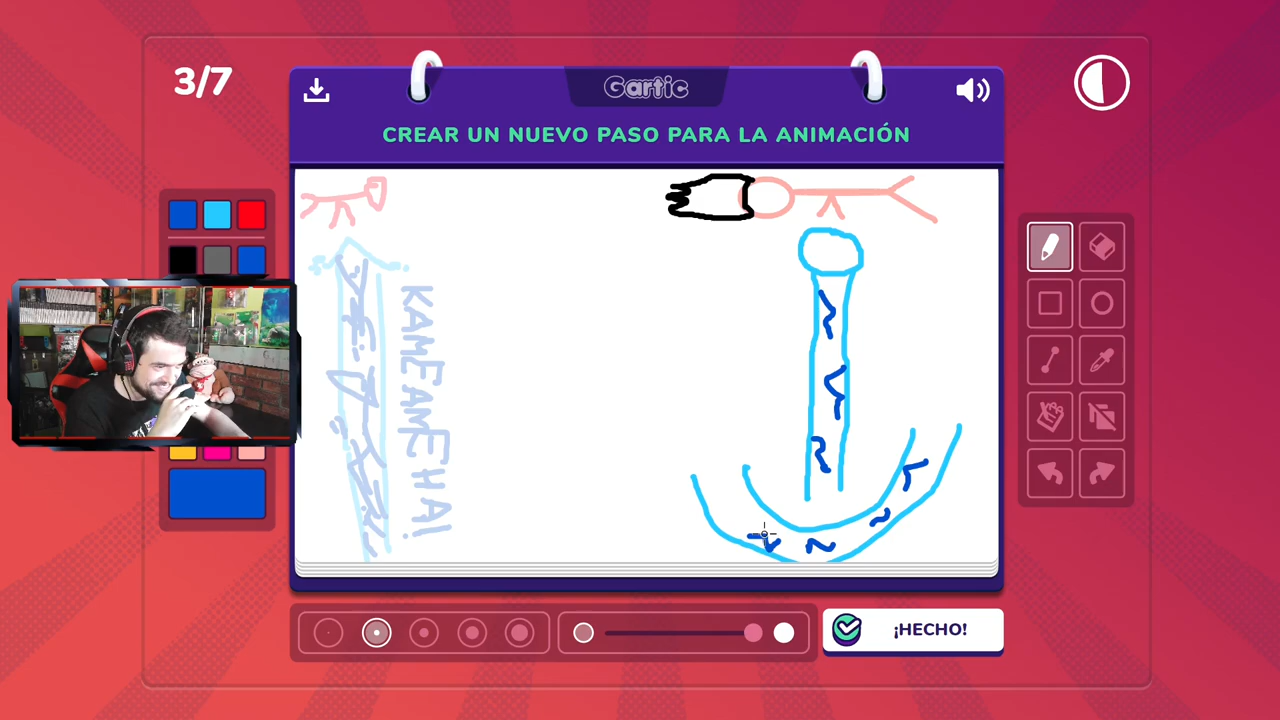 3/7
Gartic
CREAR UN NUEVO PASO PARA LA ANIMACIÓN
KAMEAMEHA!
¡HECHO!